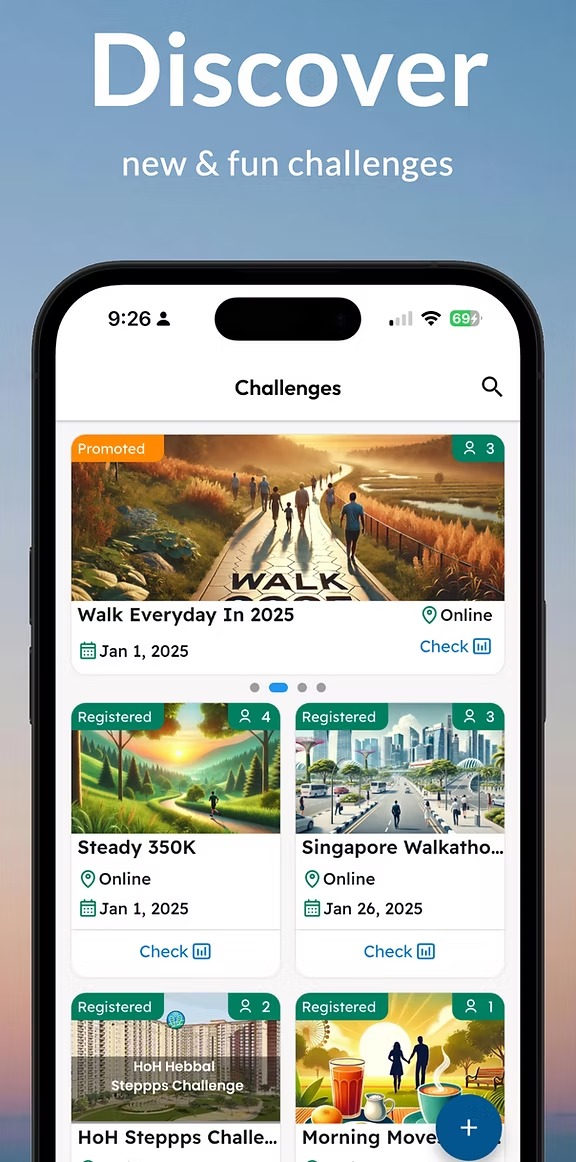 Discover
new & fun challenges
9:26
69
Challenges
Promoted
3
WALK
Walk Everyday In 2025
Online
Jan 1, 2025
Check
Registered
4
Registered
3
Steady 350K
Singapore Walkatho...
Online
Online
Jan 1, 2025
Jan 26, 2025
Check
Check
Registered
2
Registered
1
HoH Hebbal
Steppps Challenge
HoH Steppps Challe...
Morning Move